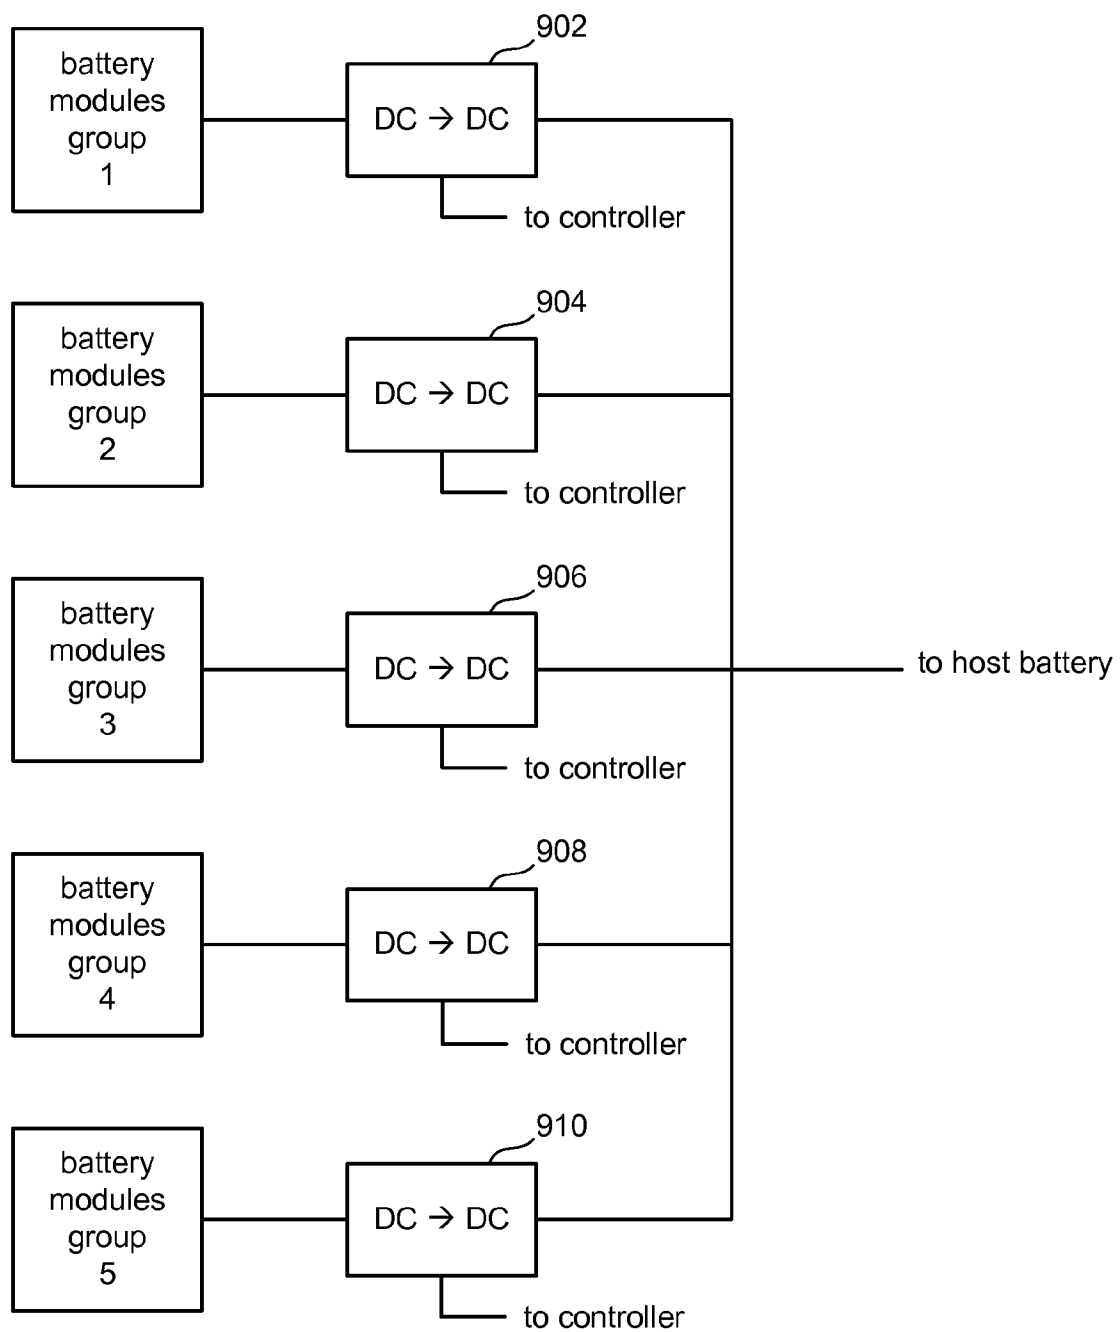 902
battery
modules
group
1
DC → DC
to controller
904
battery
modules
group
2
DC → DC
to controller
906
battery
modules
group
3
DC → DC
to host battery
to controller
908
battery
modules
group
4
DC → DC
to controller
910
battery
modules
group
5
DC → DC
to controller